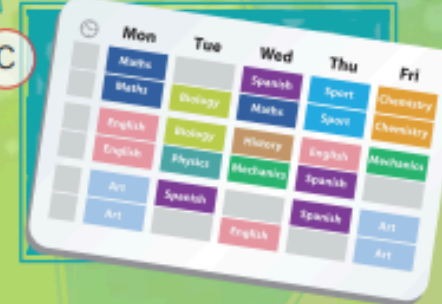 C
Mon Tue Wed Thu Fri
Maths Spanish Sport Chemistry
Maths Biology Maths Sport Chemistry
English Biology History English Mechanics
English Physics Mechanics Spanish
Art Spanish Spanish Art
Art English Art